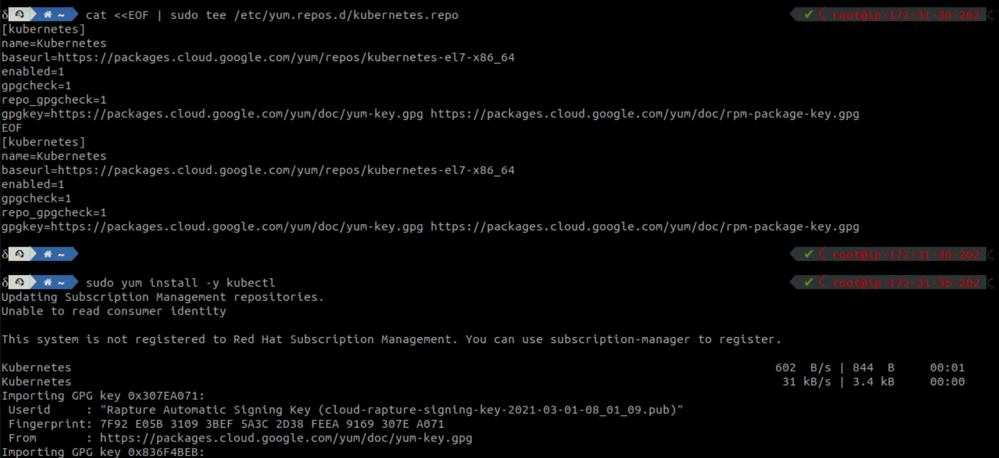 δ ~ cat <<EOF | sudo tee /etc/yum.repos.d/kubernetes.repo ✔ root@ip-172-31-36-202
[kubernetes]
name=Kubernetes
baseurl=https://packages.cloud.google.com/yum/repos/kubernetes-el7-x86_64
enabled=1
gpgcheck=1
repo_gpgcheck=1
gpgkey=https://packages.cloud.google.com/yum/doc/yum-key.gpg https://packages.cloud.google.com/yum/doc/rpm-package-key.gpg
EOF
[kubernetes]
name=Kubernetes
baseurl=https://packages.cloud.google.com/yum/repos/kubernetes-el7-x86_64
enabled=1
gpgcheck=1
repo_gpgcheck=1
gpgkey=https://packages.cloud.google.com/yum/doc/yum-key.gpg https://packages.cloud.google.com/yum/doc/rpm-package-key.gpg
δ ~ ✔ root@ip-172-31-36-202
δ ~ sudo yum install -y kubectl ✔ root@ip-172-31-36-202
Updating Subscription Management repositories.
Unable to read consumer identity
This system is not registered to Red Hat Subscription Management. You can use subscription-manager to register.
Kubernetes 602 B/s | 844 B 00:01
Kubernetes 31 kB/s | 3.4 kB 00:00
Importing GPG key 0x307EA071:
Userid : "Rapture Automatic Signing Key (cloud-rapture-signing-key-2021-03-01-08_01_09.pub)"
Fingerprint: 7F92 E05B 3109 3BEF 5A3C 2D38 FEEA 9169 307E A071
From : https://packages.cloud.google.com/yum/doc/yum-key.gpg
Importing GPG key 0x836F4BEB: